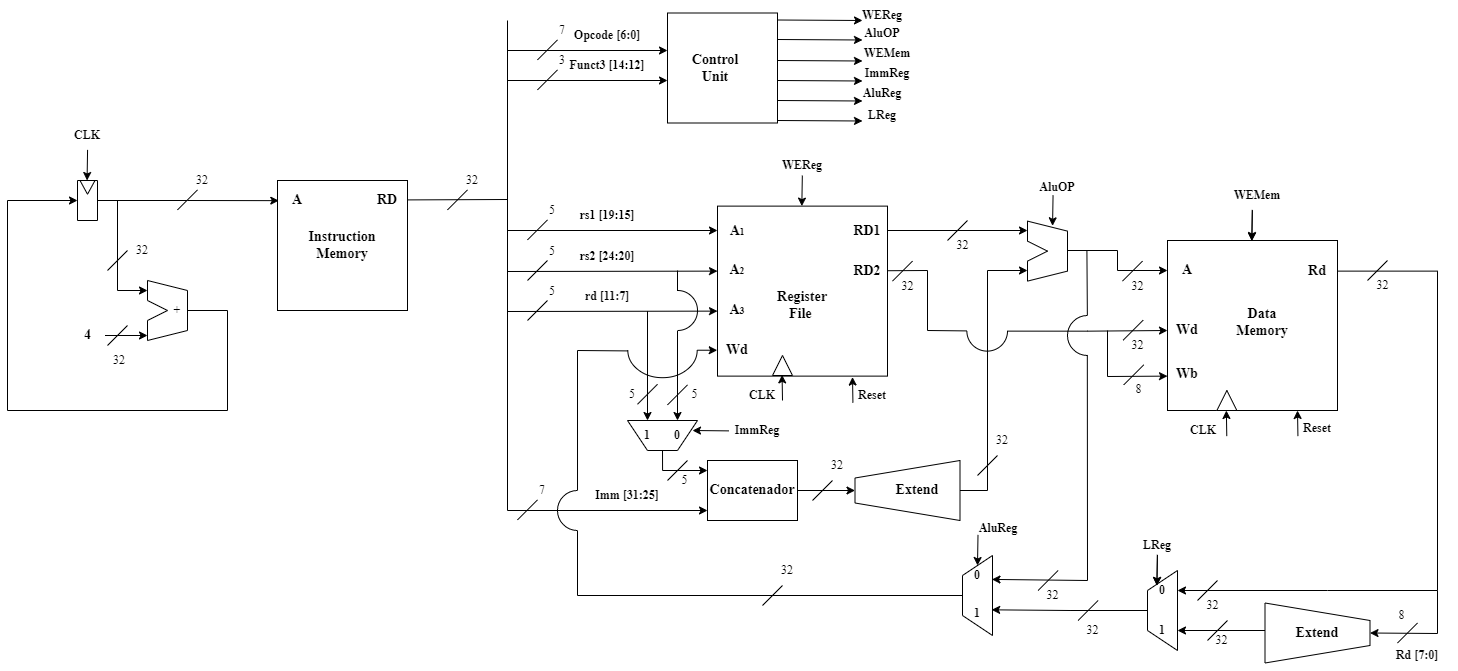 WEReg
7
Opcode [6:0]
AluOP
3
Funct3 [14:12]
Control
Unit
WEMem
ImmReg
AluReg
LReg
CLK
WEReg
32
32
AluOP
WEMem
A
RD
Instruction
Memory
5
rs1 [19:15]
A1
RD1
32
32
5
rs2 [24:20]
A2
RD2
32
A
Rd
32
32
5
rd [11:7]
A3
Register
File
Data
Memory
+
4
32
Wd
Wd
32
Wb
8
CLK
Reset
5
5
CLK
Reset
1
0
ImmReg
5
32
32
7
Imm [31:25]
Concatenador
Extend
AluReg
LReg
32
0
1
32
32
0
1
32
32
8
Extend
Rd [7:0]